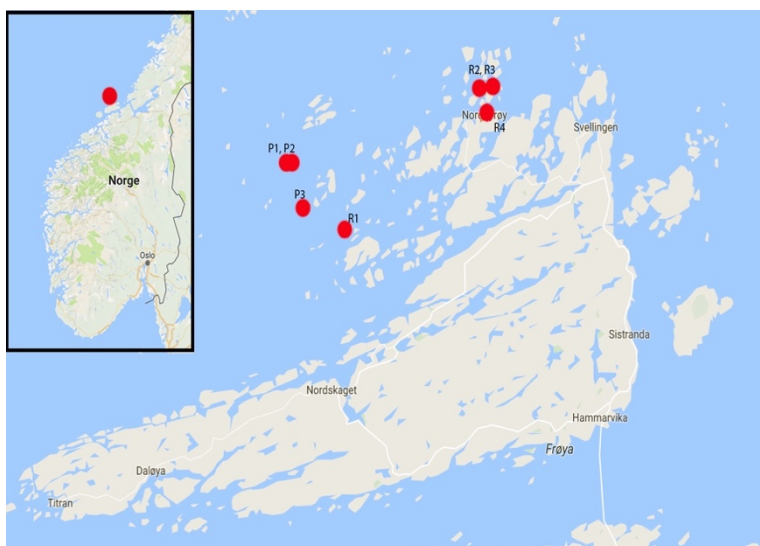 Norge
Oslo
R2, R3
R4
Svellingen
P1, P2
P3
R1
Sistranda
Nordskaget
Hammarvika
Frøya
Daløya
Titran